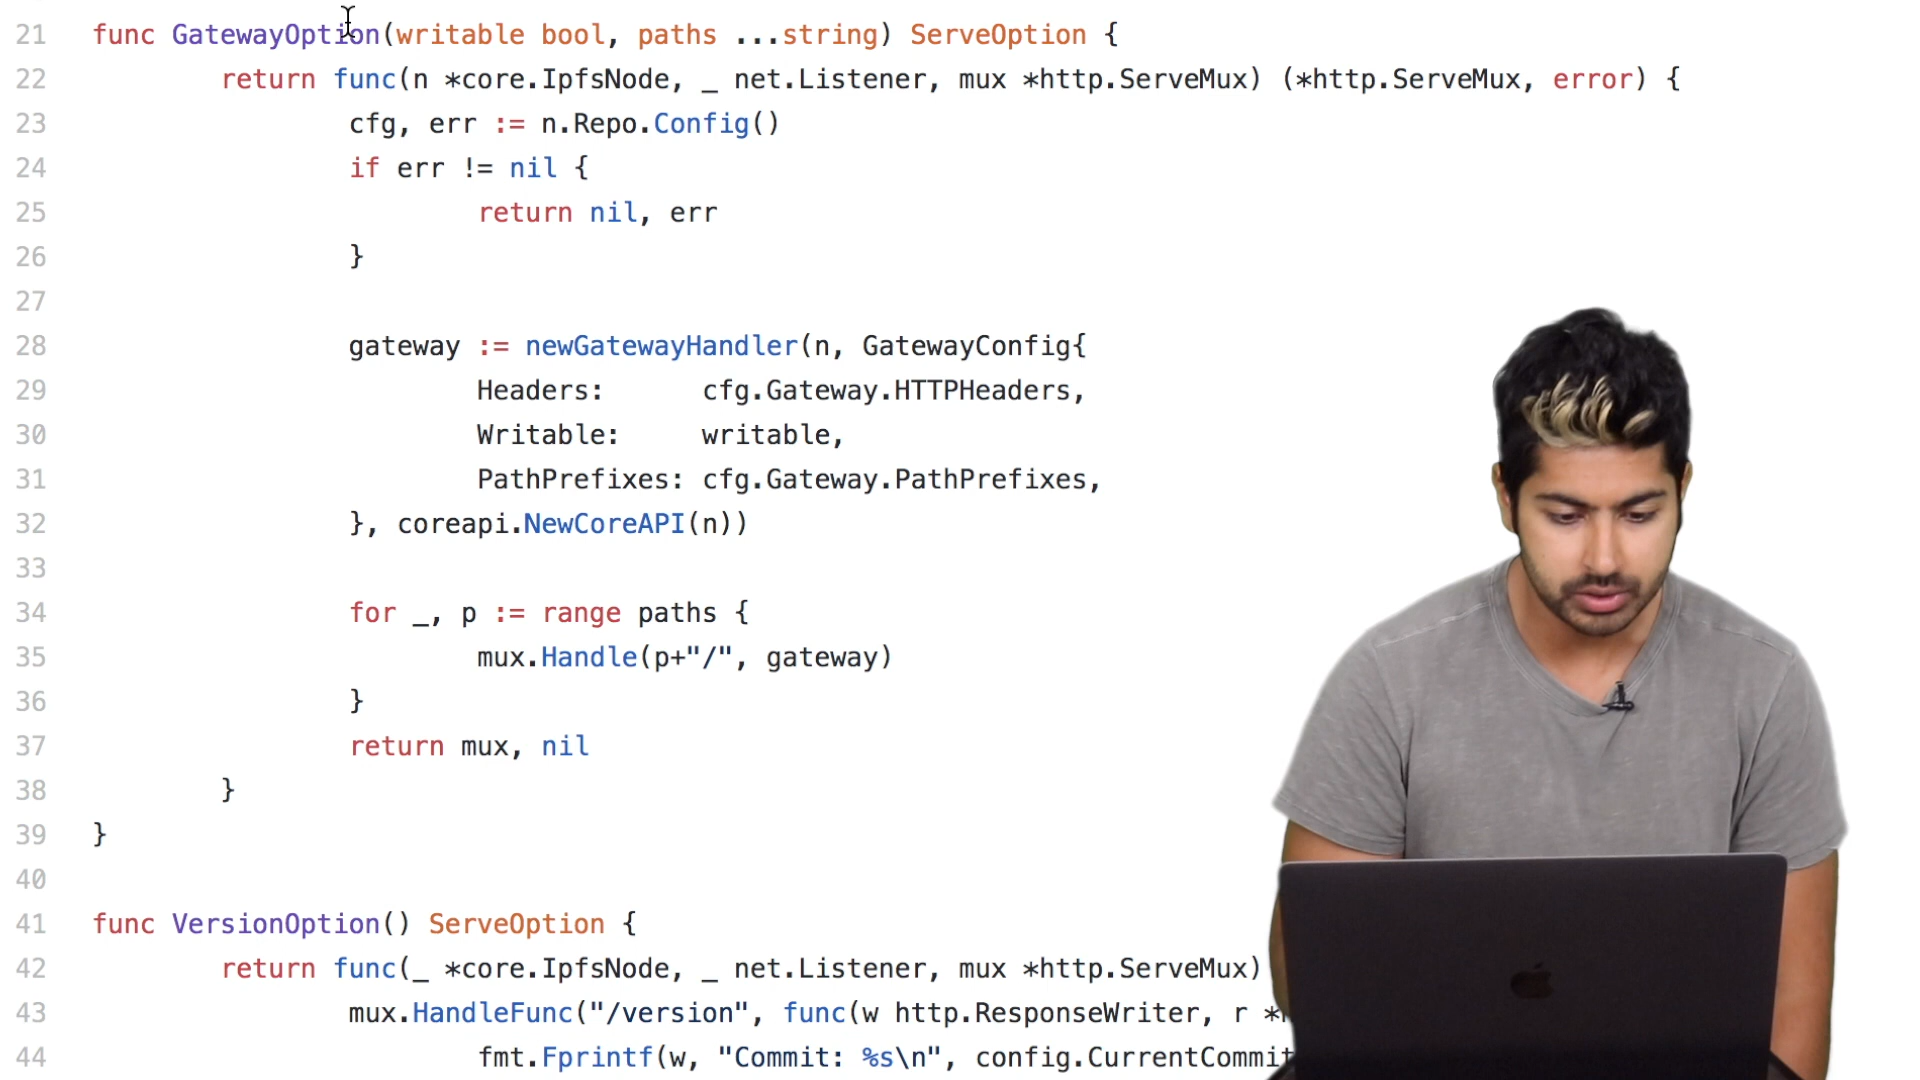 21 func GatewayOption(writable bool, paths ...string) ServeOption {
22 return func(n *core.IpfsNode, _ net.Listener, mux *http.ServeMux) (*http.ServeMux, error) {
23 cfg, err := n.Repo.Config()
24 if err != nil {
25 return nil, err
26 }
27
28 gateway := newGatewayHandler(n, GatewayConfig{
29 Headers: cfg.Gateway.HTTPHeaders,
30 Writable: writable,
31 PathPrefixes: cfg.Gateway.PathPrefixes,
32 }, coreapi.NewCoreAPI(n))
33
34 for _, p := range paths {
35 mux.Handle(p+"/", gateway)
36 }
37 return mux, nil
38 }
39 }
40
41 func VersionOption() ServeOption {
42 return func(_ *core.IpfsNode, _ net.Listener, mux *http.ServeMux)
43 mux.HandleFunc("/version", func(w http.ResponseWriter, r *
44 fmt.Fprintf(w, "Commit: %s\n", config.CurrentCommit